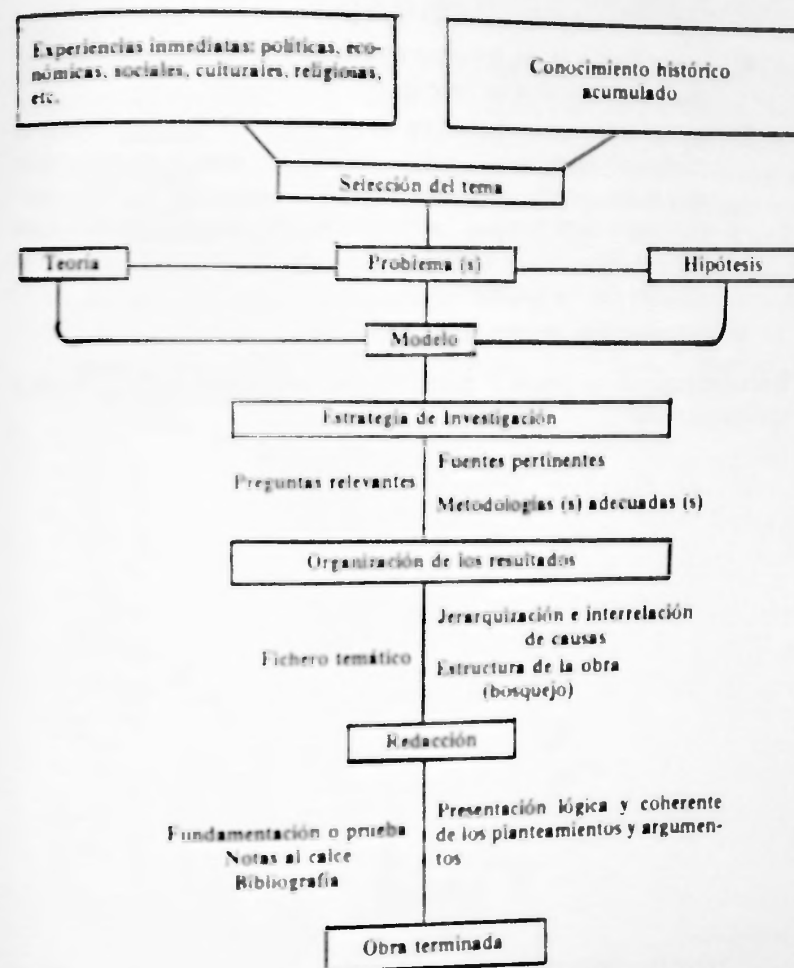 Experiencias inmediatas: políticas, eco-
nómicas, sociales, culturales, religiosas,
etc.
Conocimiento histórico
acumulado
Selección del tema
Teoría
Problema (s)
Hipótesis
Modelo
Estrategia de Investigación
Preguntas relevantes
Fuentes pertinentes
Metodologías (s) adecuadas (s)
Organización de los resultados
Fichero temático
Jerarquización e interrelación
de causas
Estructura de la obra
(bosquejo)
Redacción
Fundamentación o prueba
Notas al calce
Bibliografía
Presentación lógica y coherente
de los planteamientos y argumen-
tos
Obra terminada